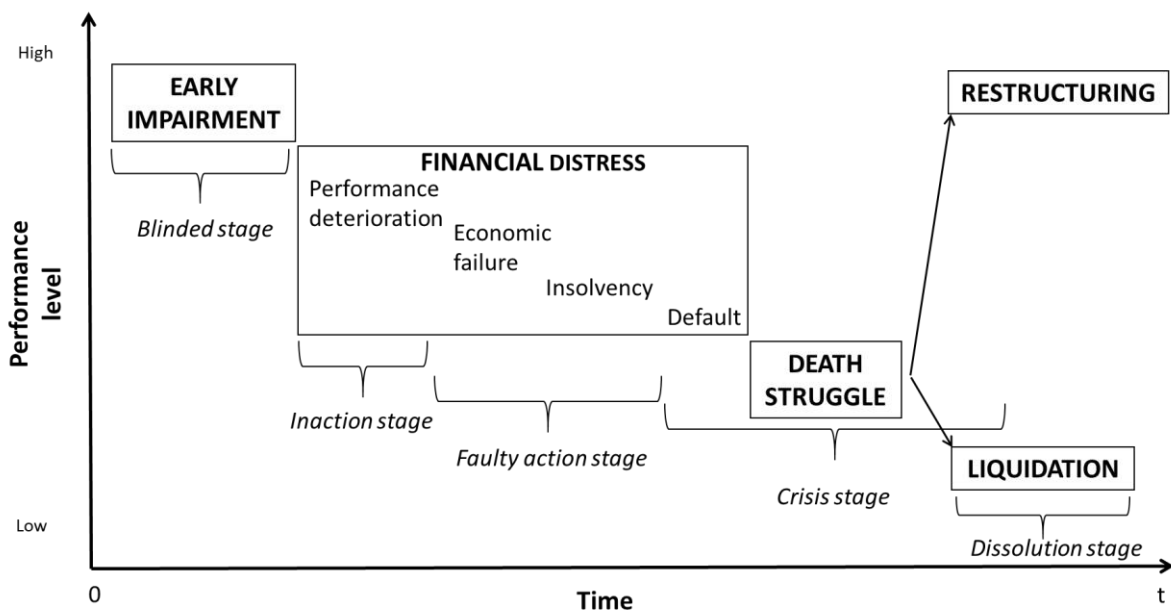 High
EARLY
IMPAIRMENT
RESTRUCTURING
FINANCIAL DISTRESS
Performance
deterioration
Blinded stage
Economic
failure
Insolvency
Default
Performance
level
DEATH
STRUGGLE
Inaction stage
Faulty action stage
LIQUIDATION
Crisis stage
Low
Dissolution stage
0
Time
t